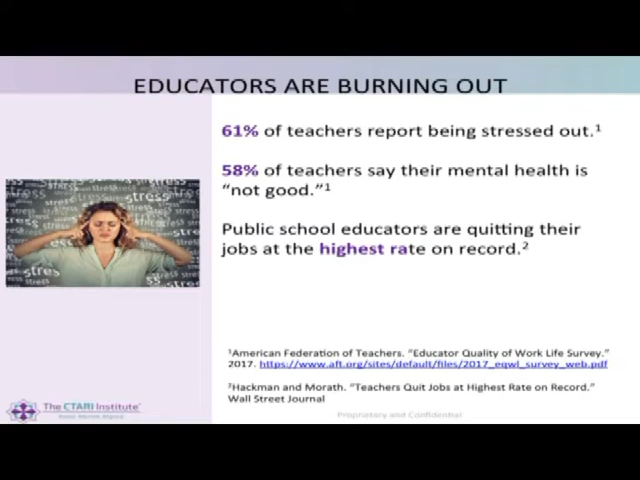 EDUCATORS ARE BURNING OUT
61% of teachers report being stressed out.1
58% of teachers say their mental health is
“not good.”1
Public school educators are quitting their
jobs at the highest rate on record.2
1American Federation of Teachers. “Educator Quality of Work Life Survey.”
2017. https://www.aft.org/sites/default/files/2017_eqwl_survey_web.pdf
2Hackman and Morath. “Teachers Quit Jobs at Highest Rate on Record.”
Wall Street Journal
The CTARI Institute
Proprietary and Confidential